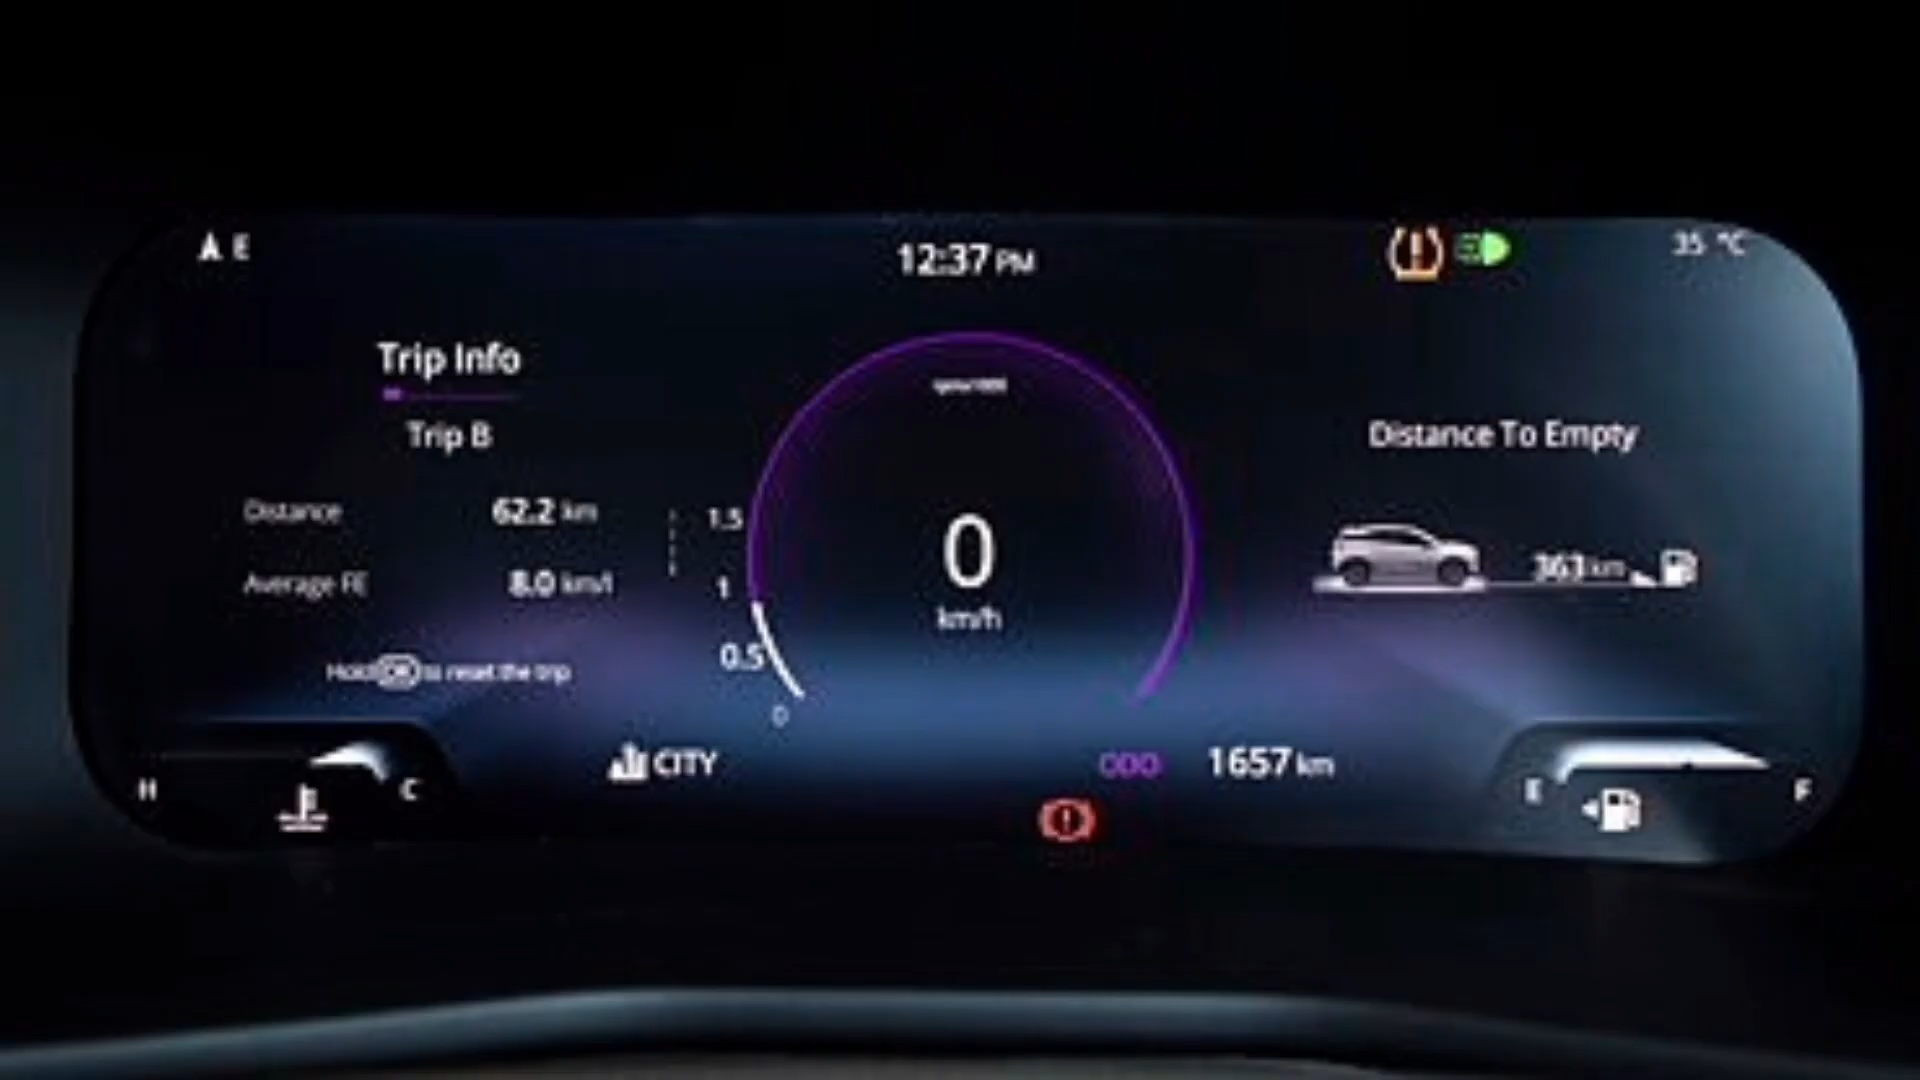 E
12:37 PM
35 °C
Trip Info
Trip B
Distance 62.2 km
Average FE 8.0 km/l
Hold OK to reset the trip
1.5
1
0.5
0
0
km/h
Distance To Empty
363 km
CITY
ODO 1657 km
H C
E F